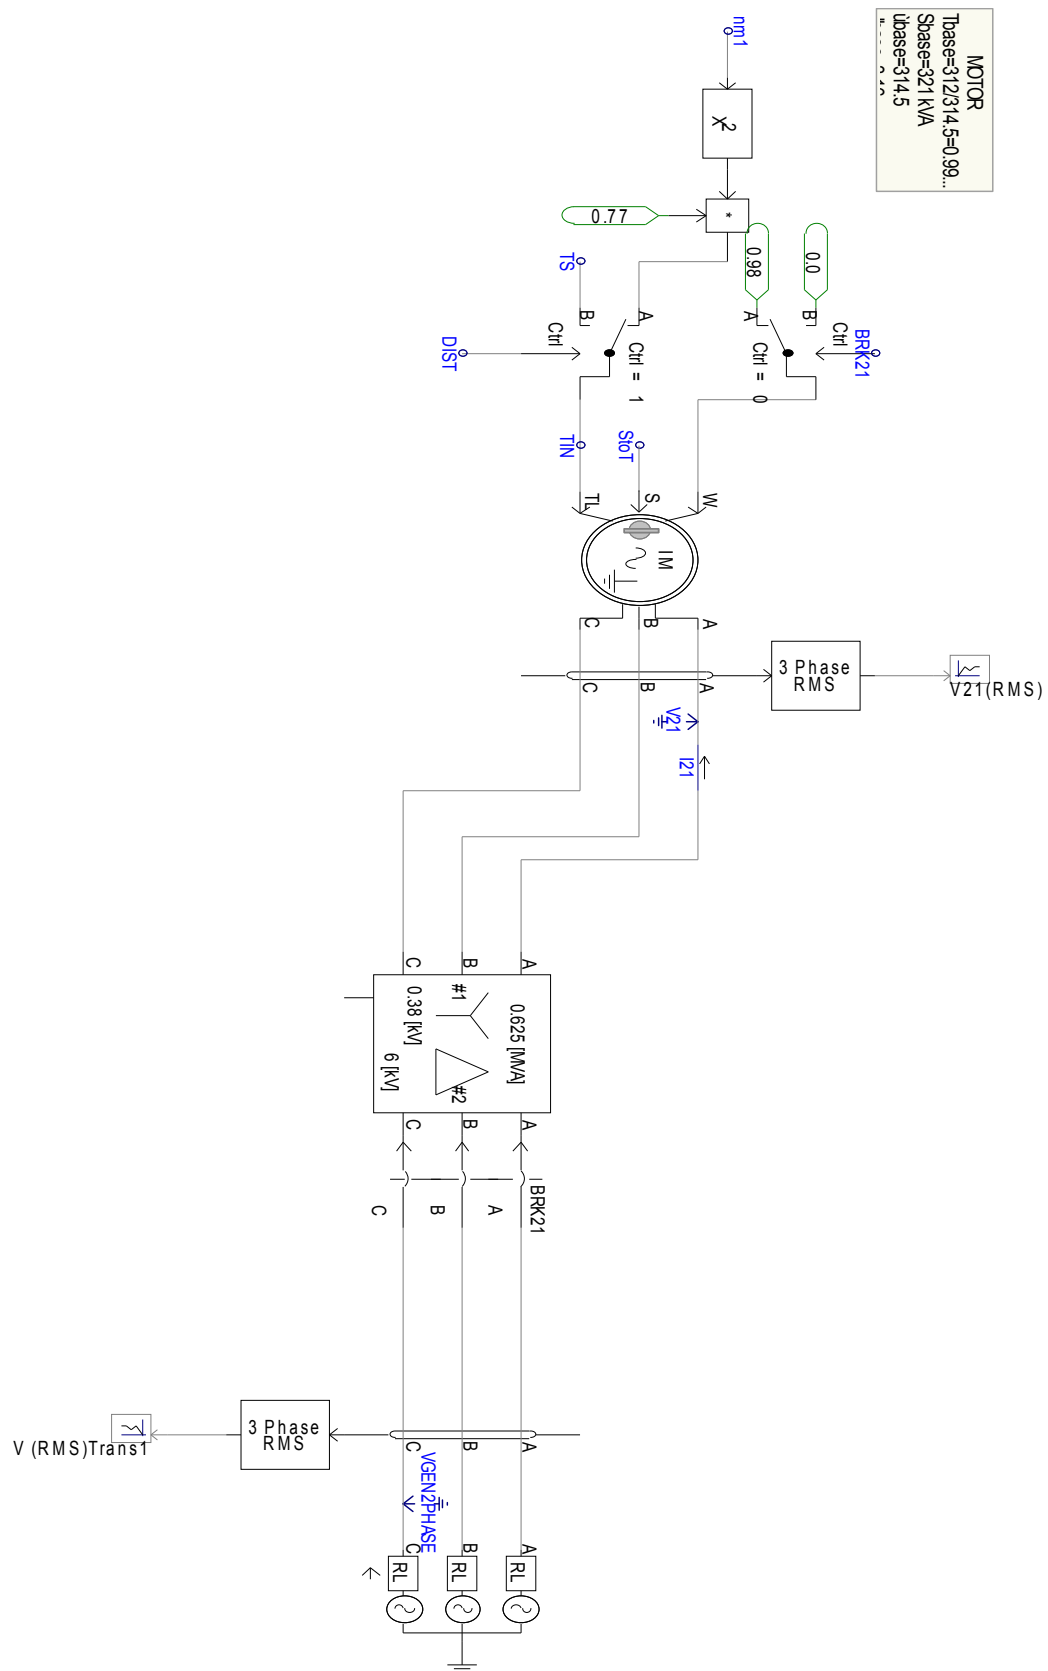 MOTOR
Tbase=312/314.5=0.99...
Sbase=321 kVA
ùbase=314.5
nm1
X2
*
0.77
0.98
0.0
TS
B
A
A
B
BRK21
Ctrl
Ctrl
DIST
Ctrl = 1
Ctrl = 0
TIN
StoT
TL
S
W
IM
C
B
A
C
B
A
3 Phase
RMS
V21(RMS)
V21
I21
C
B
A
#1
0.38 [kV]
0.625 [MVA]
6 [kV]
#2
C
B
A
BRK21
C
B
A
3 Phase
RMS
V (RMS)Trans1
C
B
A
VGEN2PHASE
C
B
A
RL
RL
RL